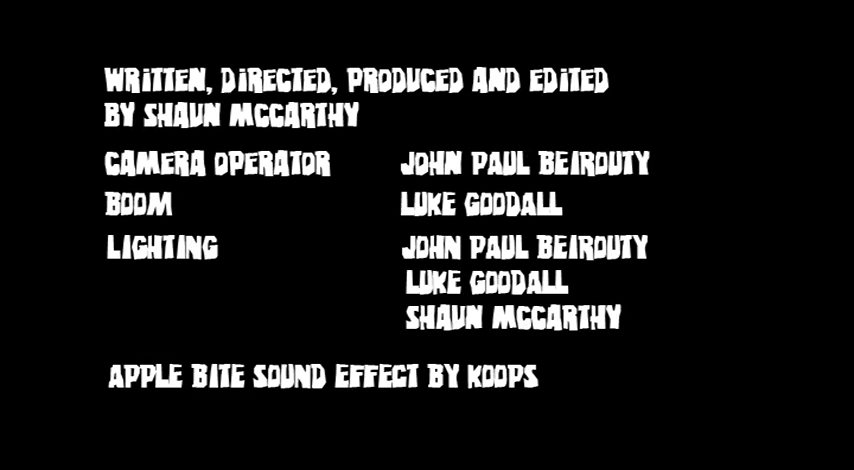 WRITTEN, DIRECTED, PRODUCED AND EDITED
BY SHAUN MCCARTHY
CAMERA OPERATOR JOHN PAUL BEIROUTY
BOOM LUKE GOODALL
LIGHTING JOHN PAUL BEIROUTY
LUKE GOODALL
SHAUN MCCARTHY
APPLE BITE SOUND EFFECT BY KOOPS